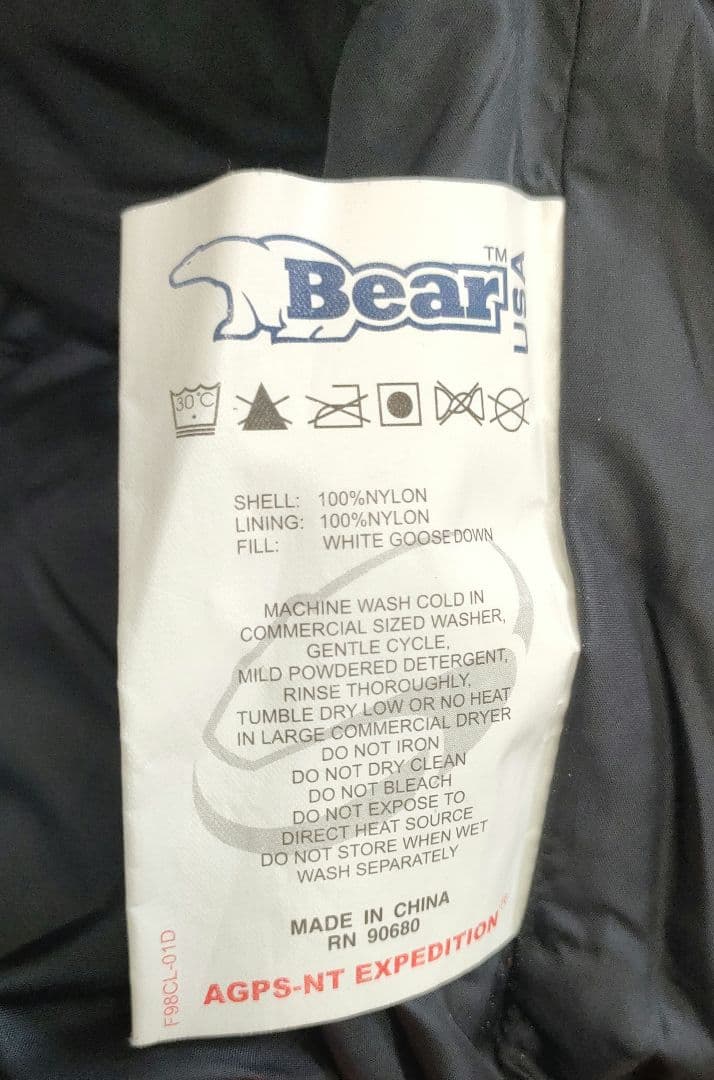 Bear™ USA
30°C
SHELL: 100%NYLON
LINING: 100%NYLON
FILL: WHITE GOOSE DOWN
MACHINE WASH COLD IN
COMMERCIAL SIZED WASHER,
GENTLE CYCLE,
MILD POWDERED DETERGENT,
RINSE THOROUGHLY,
TUMBLE DRY LOW OR NO HEAT
IN LARGE COMMERCIAL DRYER
DO NOT IRON
DO NOT DRY CLEAN
DO NOT BLEACH
DO NOT EXPOSE TO
DIRECT HEAT SOURCE
DO NOT STORE WHEN WET
WASH SEPARATELY
MADE IN CHINA
RN 90680
AGPS-NT EXPEDITION®
F98CL-01D